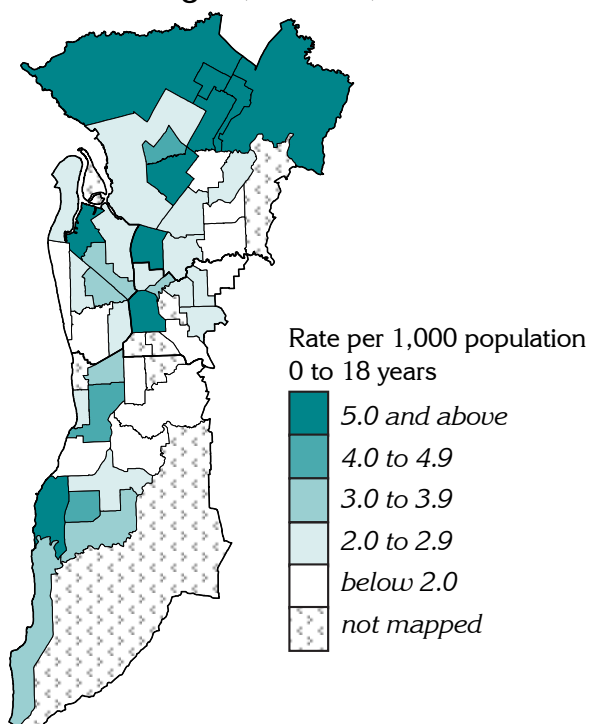 Rate per 1,000 population
0 to 18 years
5.0 and above
4.0 to 4.9
3.0 to 3.9
2.0 to 2.9
below 2.0
not mapped